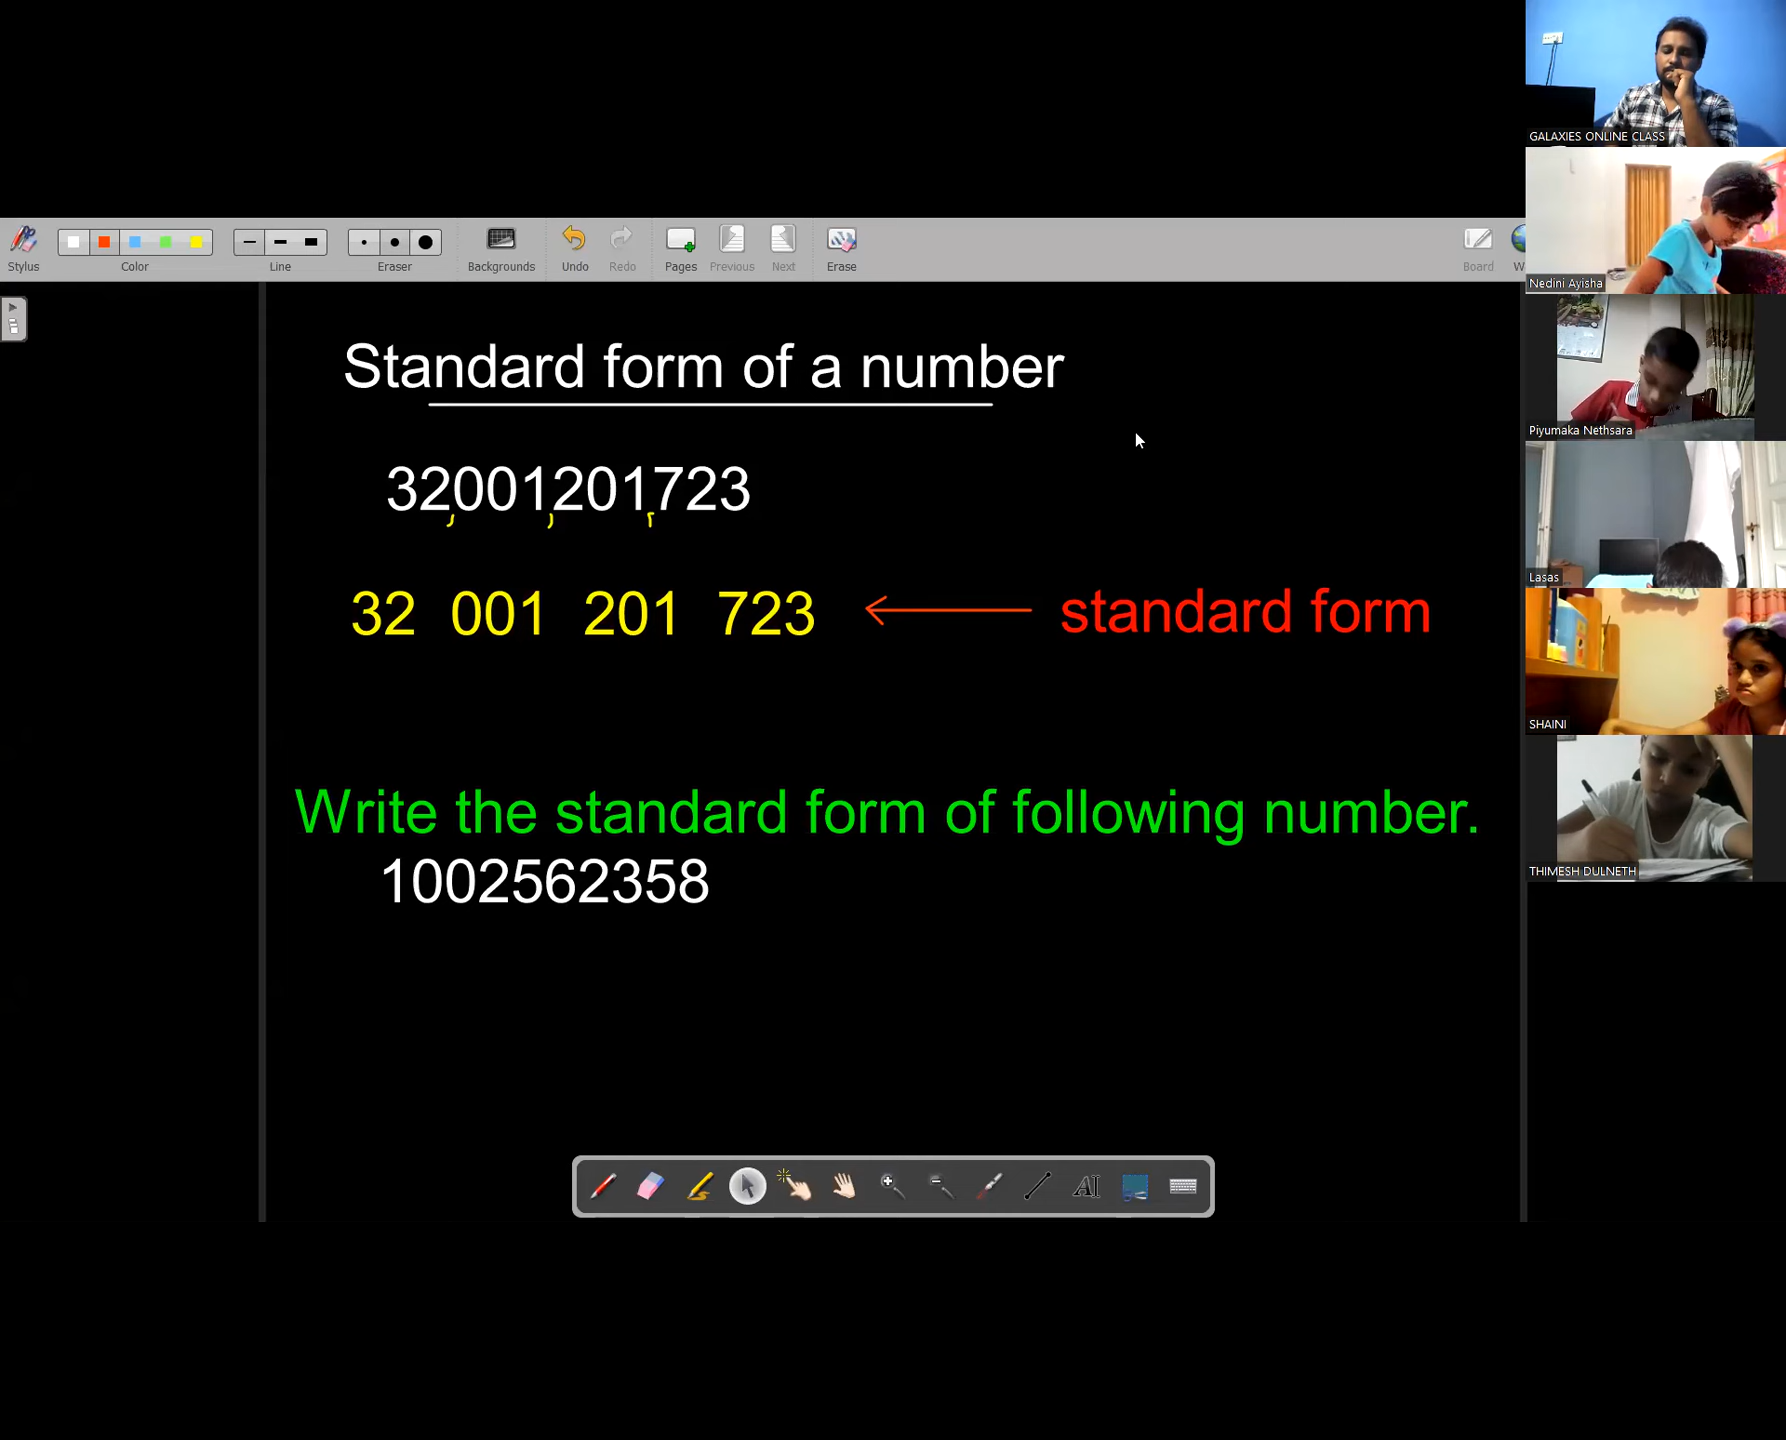 GALAXIES ONLINE CLASS
Stylus Color Line Eraser Backgrounds Undo Redo Pages Previous Next Erase Board
Nedini Ayisha
Standard form of a number
Piyumaka Nethsara
32001201723
Lasas
32 001 201 723 standard form
SHAINI
Write the standard form of following number.
THIMESH DULNETH
1002562358
AI